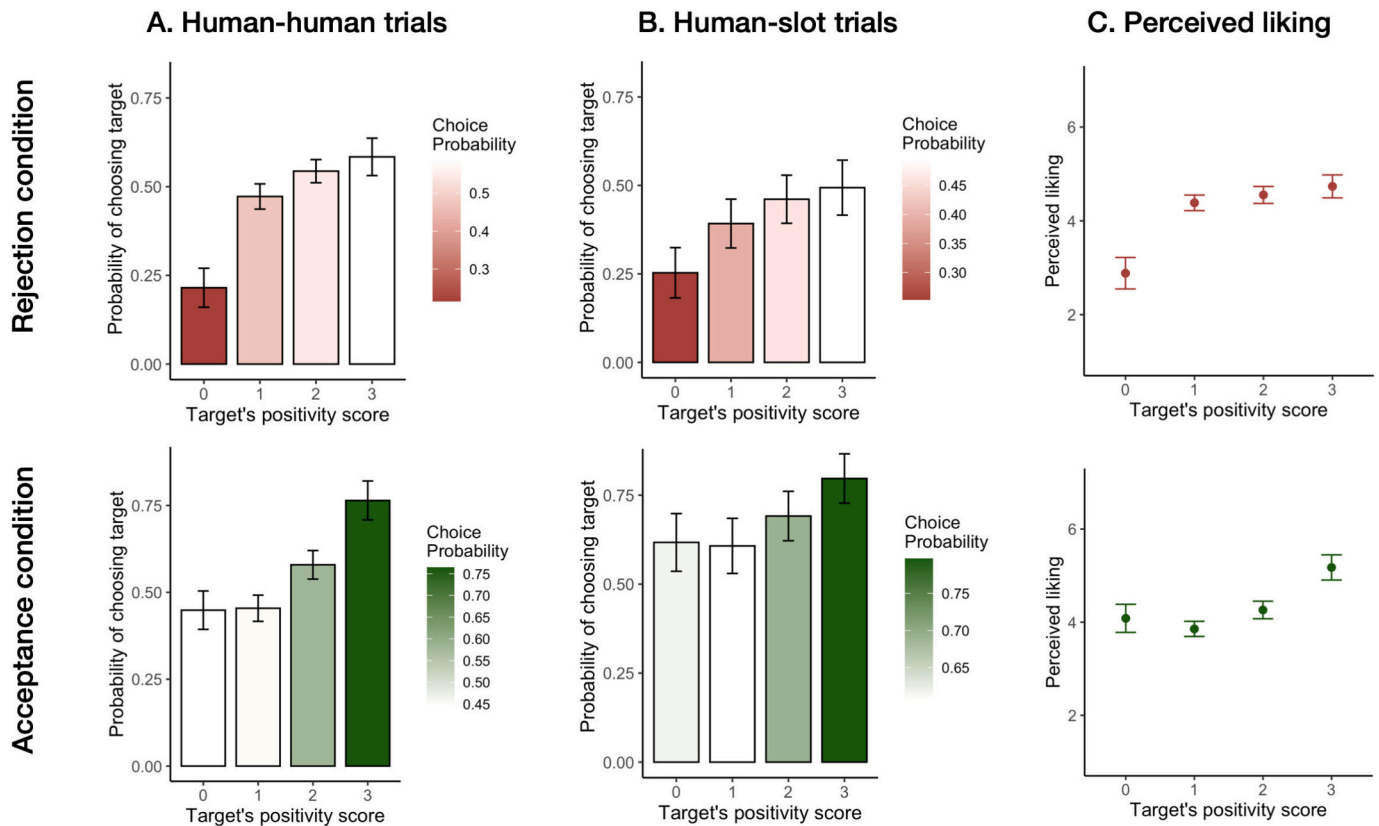 A. Human-human trials
B. Human-slot trials
C. Perceived liking
Rejection condition
Probability of choosing target
0.75
0.50
0.25
0.00
0
1
2
3
Target's positivity score
Choice
Probability
0.5
0.4
0.3
Probability of choosing target
0.75
0.50
0.25
0.00
0
1
2
3
Target's positivity score
Choice
Probability
0.45
0.40
0.35
0.30
Perceived liking
6
4
2
0
1
2
3
Target's positivity score
Acceptance condition
Probability of choosing target
0.75
0.50
0.25
0.00
0
1
2
3
Target's positivity score
Choice
Probability
0.75
0.70
0.65
0.60
0.55
0.50
0.45
Probability of choosing target
0.75
0.50
0.25
0.00
0
1
2
3
Target's positivity score
Choice
Probability
0.75
0.70
0.65
Perceived liking
6
4
2
0
1
2
3
Target's positivity score